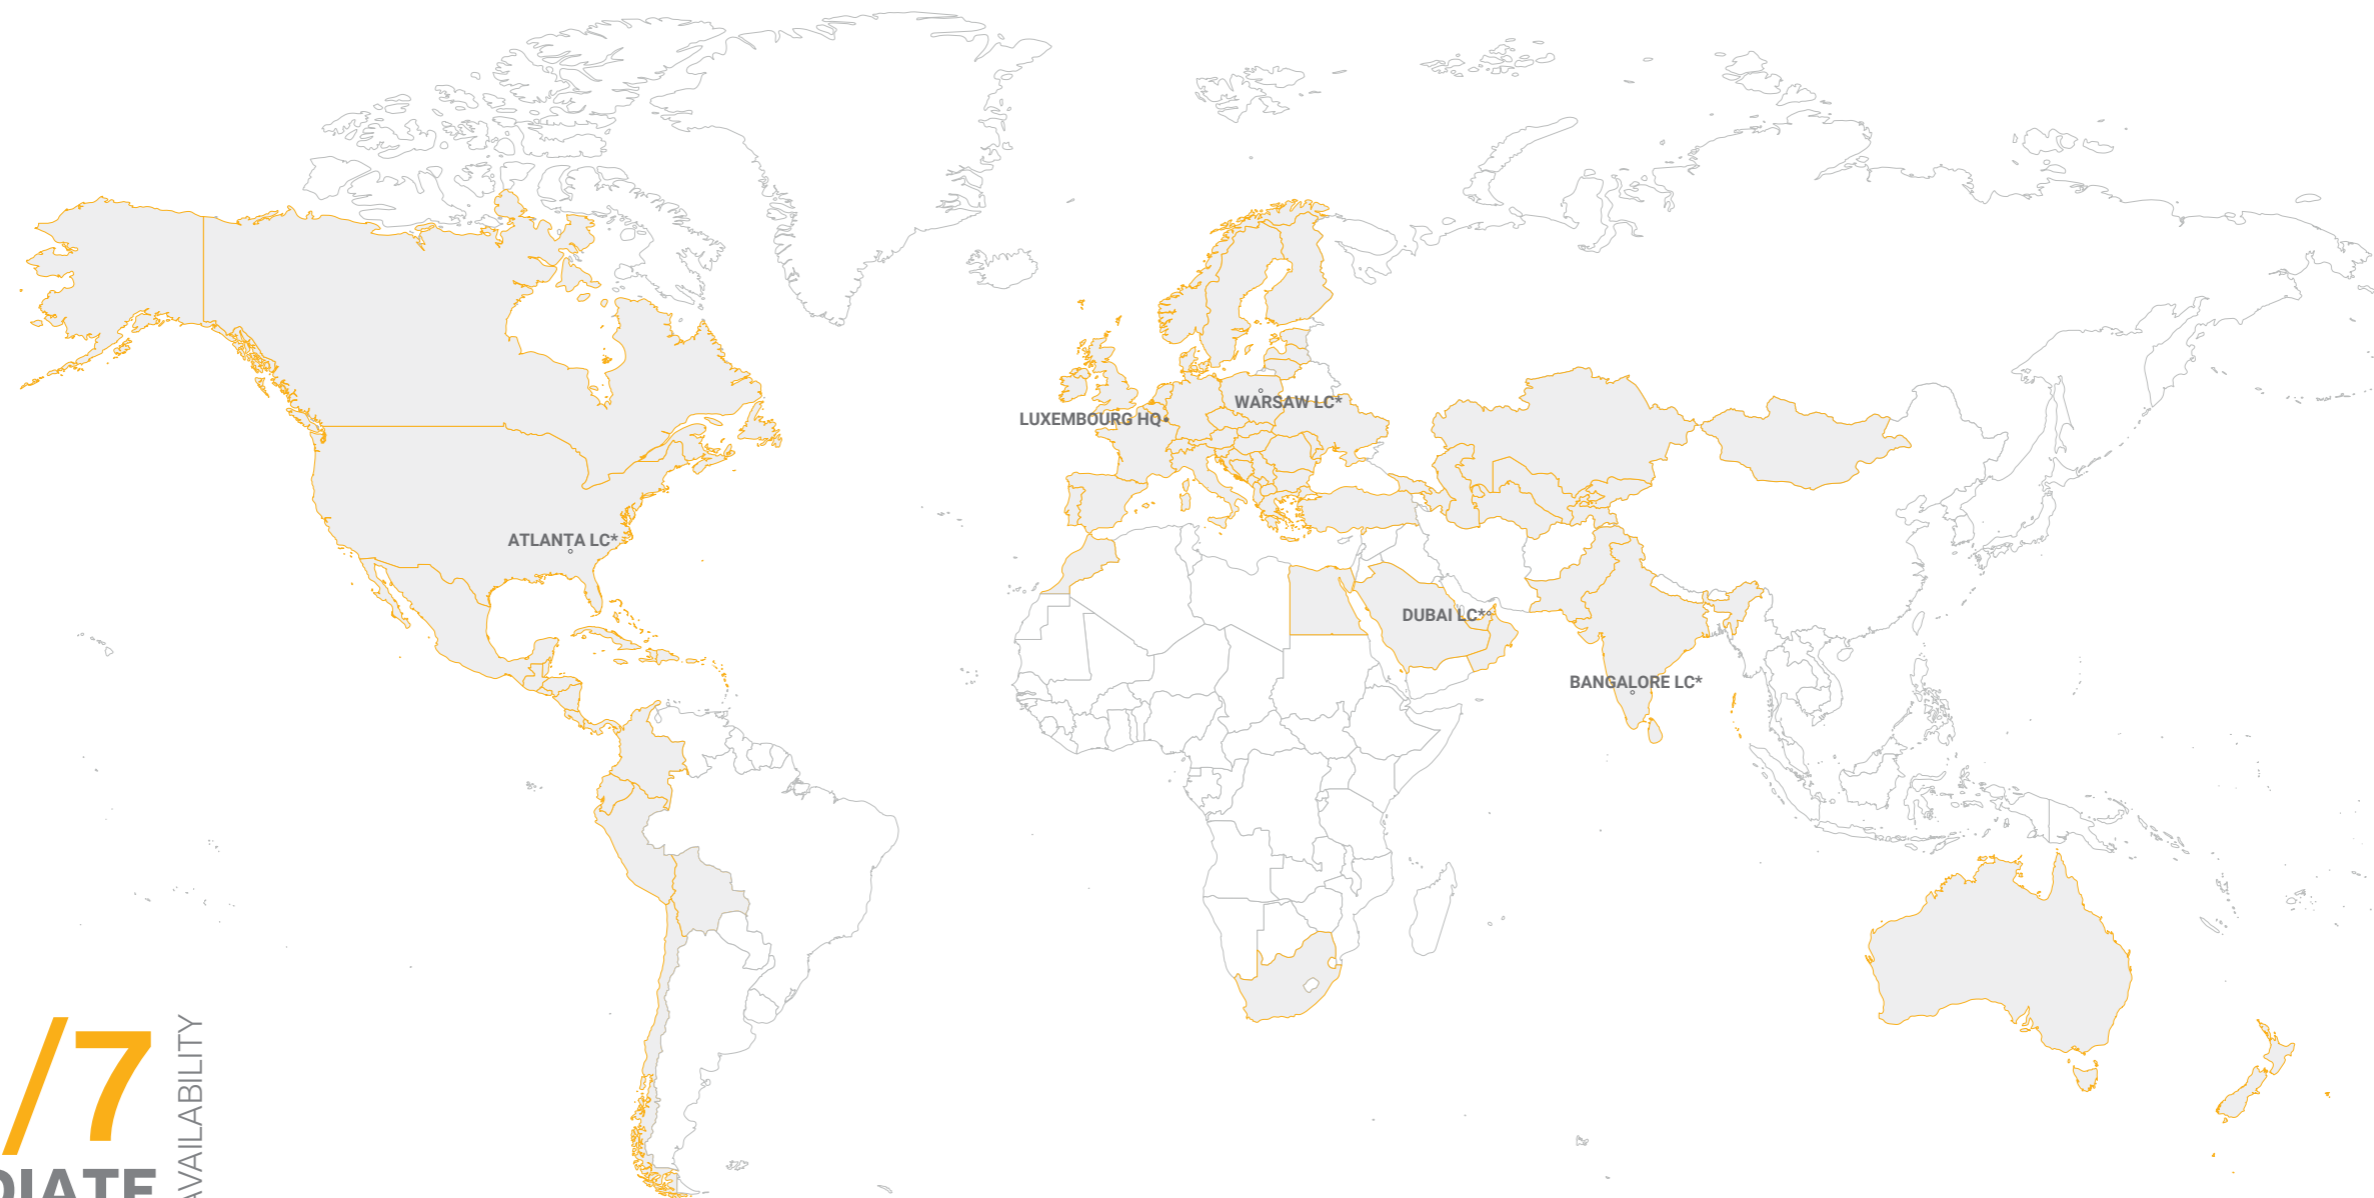 WARSAW LC*
LUXEMBOURG HQ
ATLANTA LC*
DUBAI LC*
BANGALORE LC*
/7
AVAILABILITY